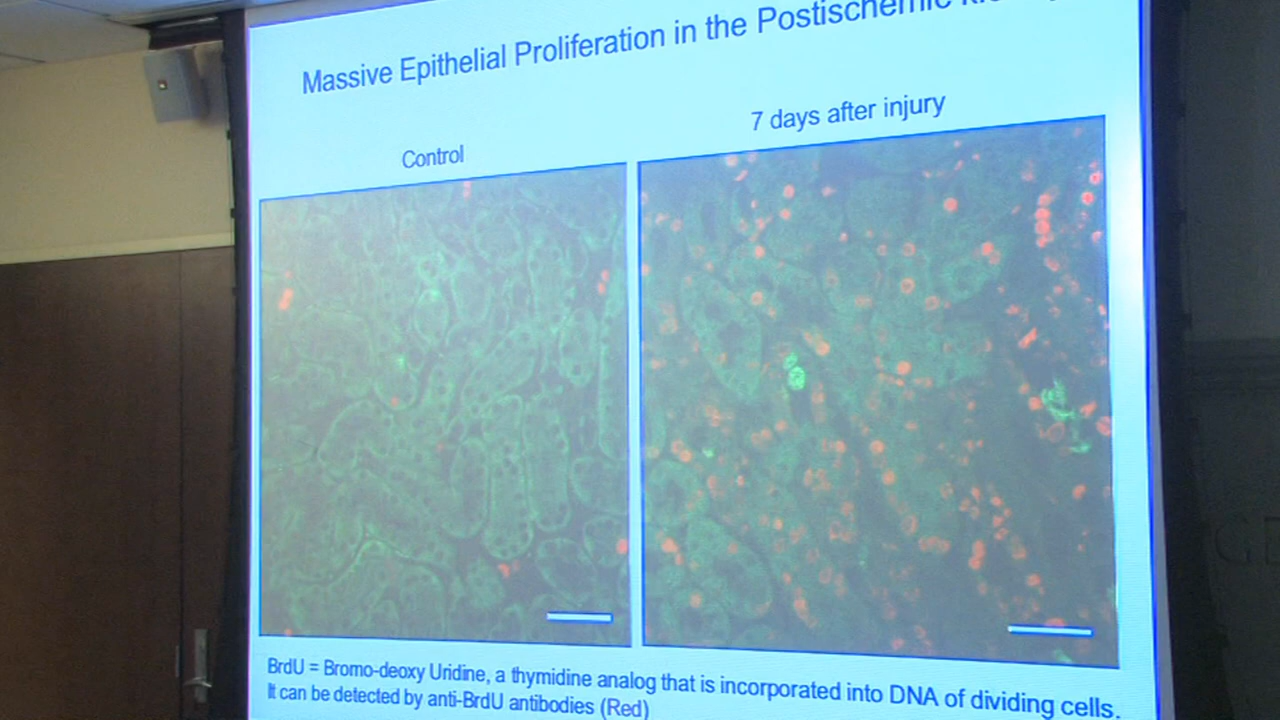 Massive Epithelial Proliferation in the Postischemic
Control
7 days after injury
BrdU = Bromo-deoxy Uridine, a thymidine analog that is incorporated into DNA of dividing cells.
It can be detected by anti-BrdU antibodies (Red)